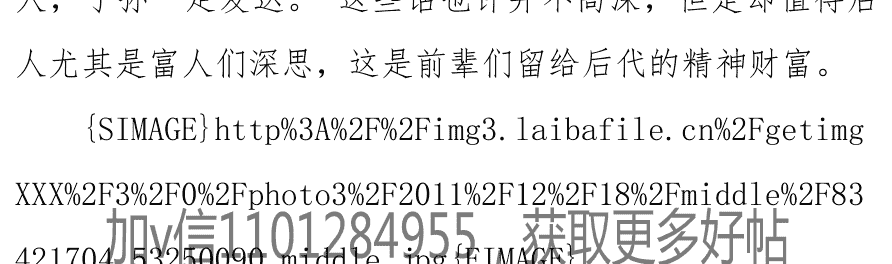 人，子孙一定发达。”这些话也许并不高深，但是却值得后
人尤其是富人们深思，这是前辈们留给后代的精神财富。
{SIMAGE}http%3A%2F%2Fimg3.laibafile.cn%2Fgetimg
XXX%2F3%2F0%2Fphoto3%2F2011%2F12%2F18%2Fmiddle%2F83
421704_53250090_middle.jpg{EIMAGE}
加v信1101284955，获取更多好帖